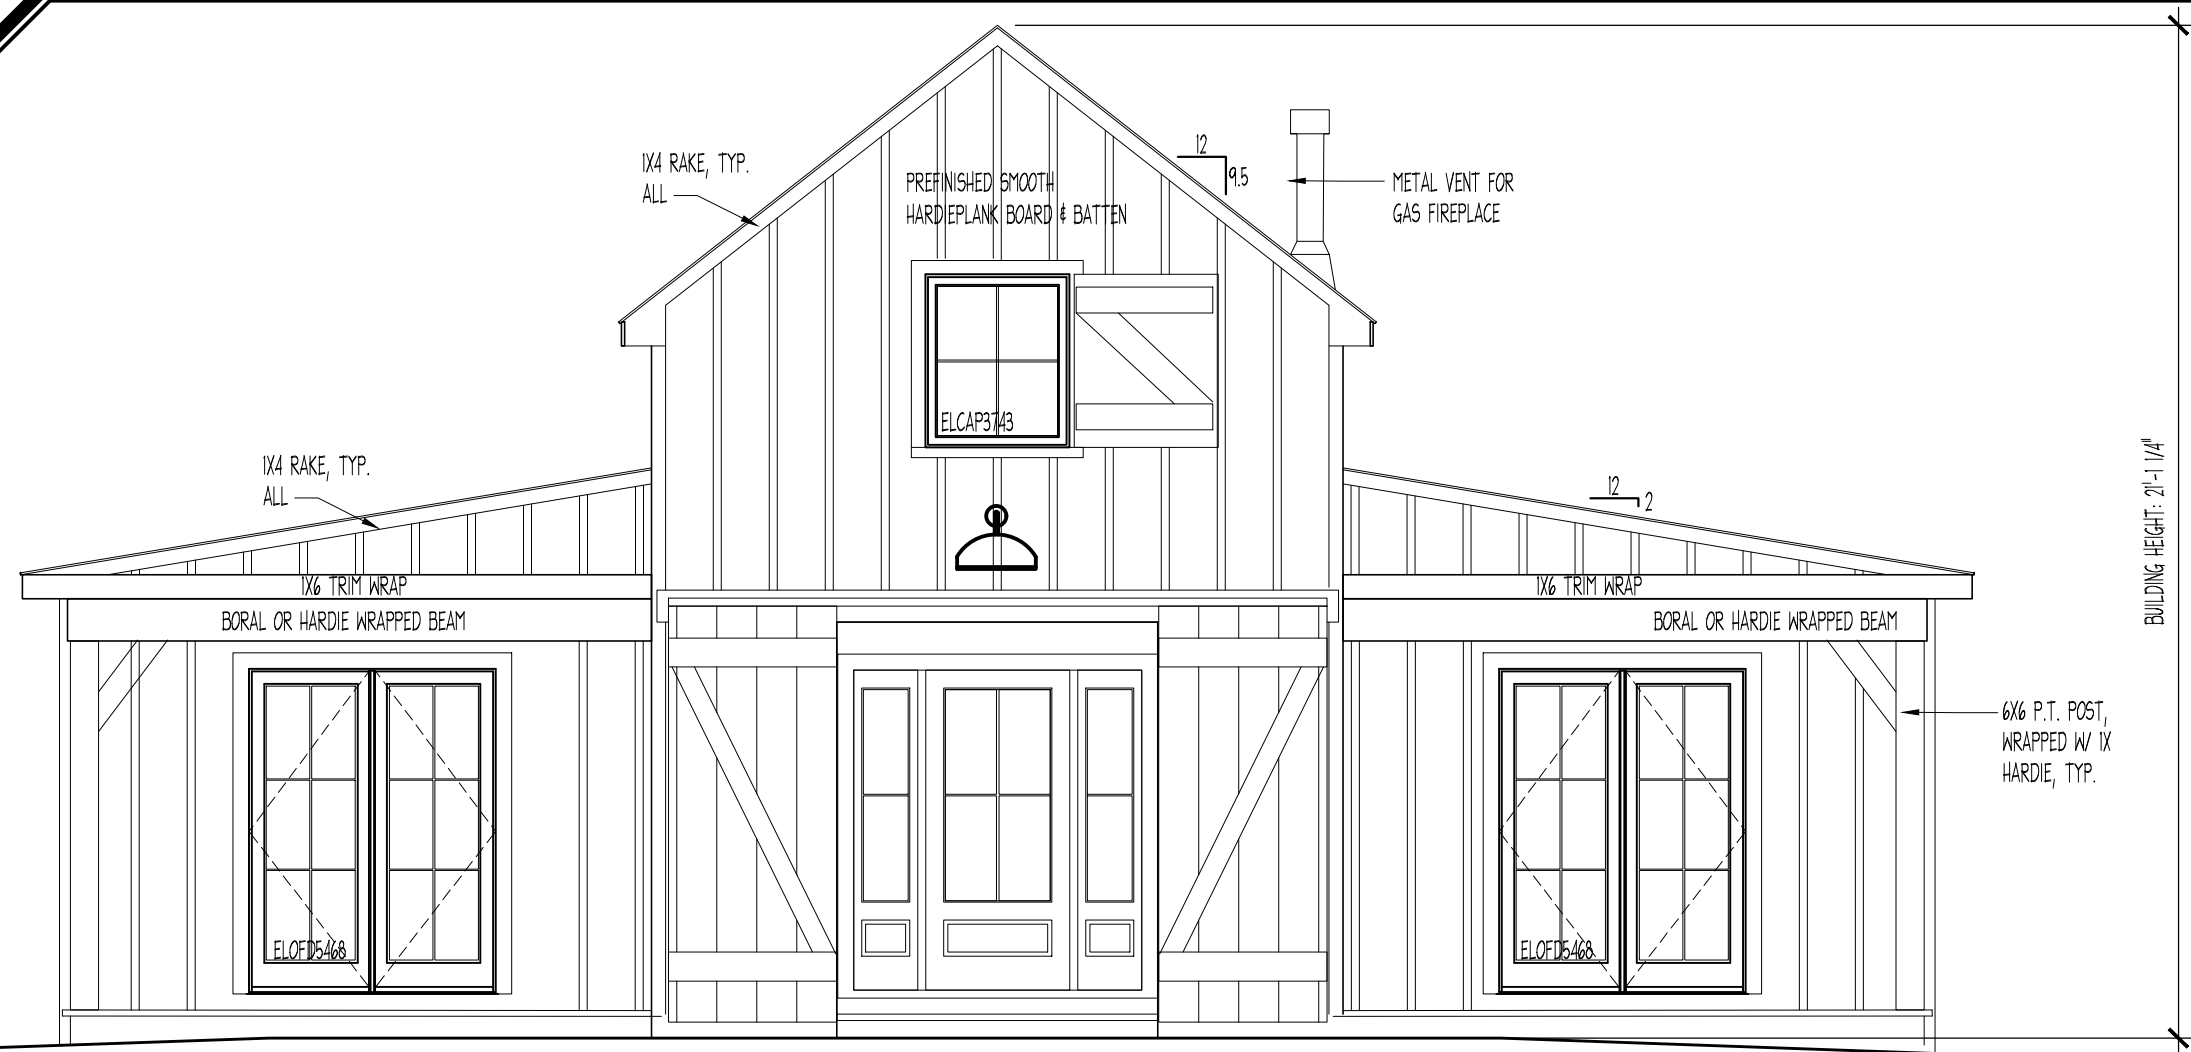 1X4 RAKE, TYP.
ALL
12
9.5
PREFINISHED SMOOTH
HARDIEPLANK BOARD & BATTEN
METAL VENT FOR
GAS FIREPLACE
ELCAP3743
1X4 RAKE, TYP.
ALL
12
2
BUILDING HEIGHT: 21'-1 1/4"
1X6 TRIM WRAP
1X6 TRIM WRAP
BORAL OR HARDIE WRAPPED BEAM
BORAL OR HARDIE WRAPPED BEAM
6X6 P.T. POST,
WRAPPED W/ 1X
HARDIE, TYP.
ELOFD5468
ELOFD5468